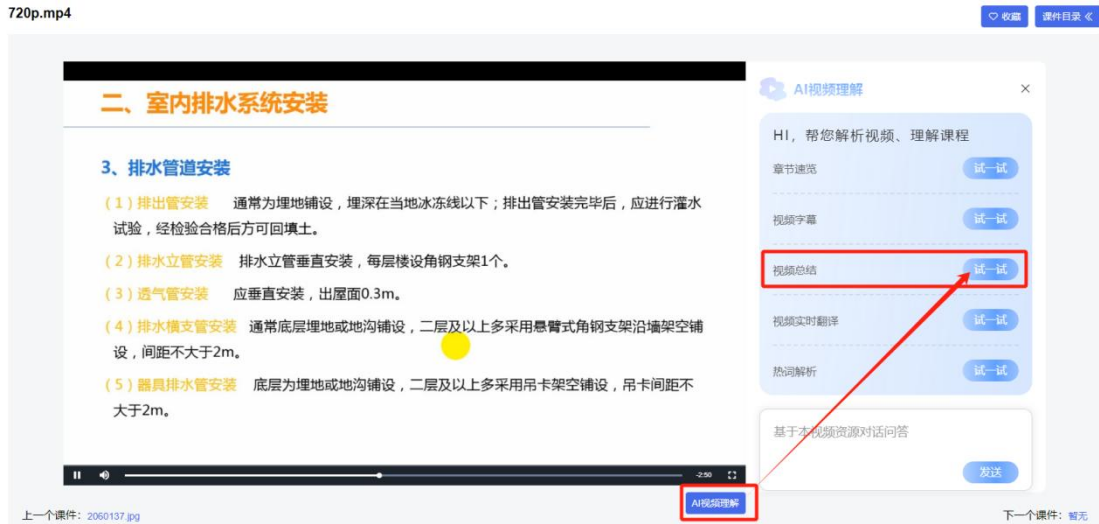 720p.mp4
收藏
课件目录
二、室内排水系统安装
3、排水管道安装
（1）排出管安装 通常为埋地铺设，埋深在当地冰冻线以下；排出管安装完毕后，应进行灌水
试验，经检验合格后方可回填土。
（2）排水立管安装 排水立管垂直安装，每层楼设角钢支架1个。
（3）透气管安装 应垂直安装，出屋面0.3m。
（4）排水横支管安装 通常底层埋地或地沟铺设，二层及以上多采用悬臂式角钢支架沿墙架空铺
设，间距不大于2m。
（5）器具排水管安装 底层为埋地或地沟铺设，二层及以上多采用吊卡架空铺设，吊卡间距不
大于2m。
-2:50
AI视频理解
AI视频理解
HI，帮您解析视频、理解课程
章节速览 试一试
视频字幕 试一试
视频总结 试一试
视频实时翻译 试一试
热词解析 试一试
基于本视频资源对话问答
发送
上一个课件：2060137.jpg
下一个课件：暂无